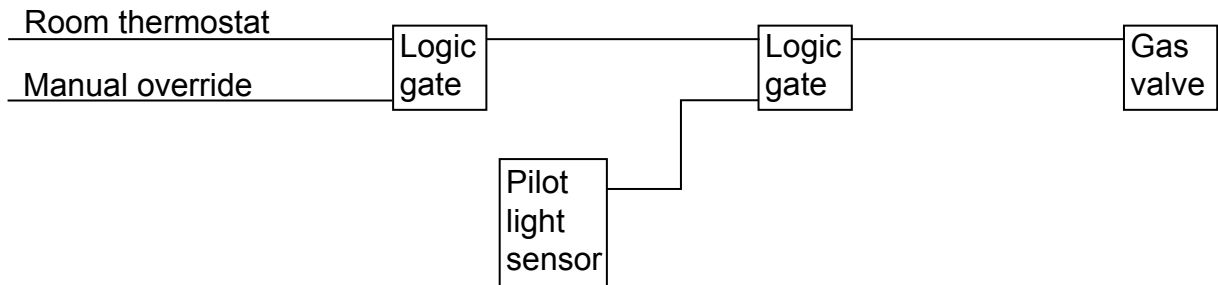 Room thermostat
Manual override
Logic
gate
Logic
gate
Gas
valve
Pilot
light
sensor